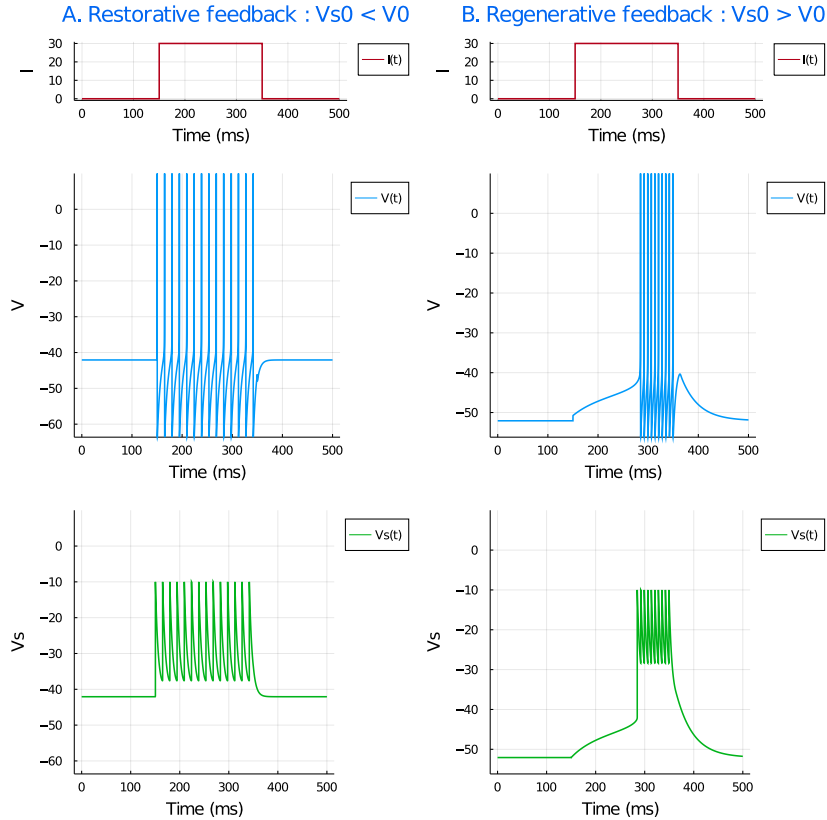 A. Restorative feedback : Vs0 < V0
B. Regenerative feedback : Vs0 > V0
30
20
10
0
I
0 100 200 300 400 500
Time (ms)
I(t)
30
20
10
0
I
0 100 200 300 400 500
Time (ms)
I(t)
0
−10
−20
−30
−40
−50
−60
V
0 100 200 300 400 500
Time (ms)
V(t)
0
−10
−20
−30
−40
−50
V
0 100 200 300 400 500
Time (ms)
V(t)
0
−10
−20
−30
−40
−50
−60
Vs
0 100 200 300 400 500
Time (ms)
Vs(t)
0
−10
−20
−30
−40
−50
Vs
0 100 200 300 400 500
Time (ms)
Vs(t)